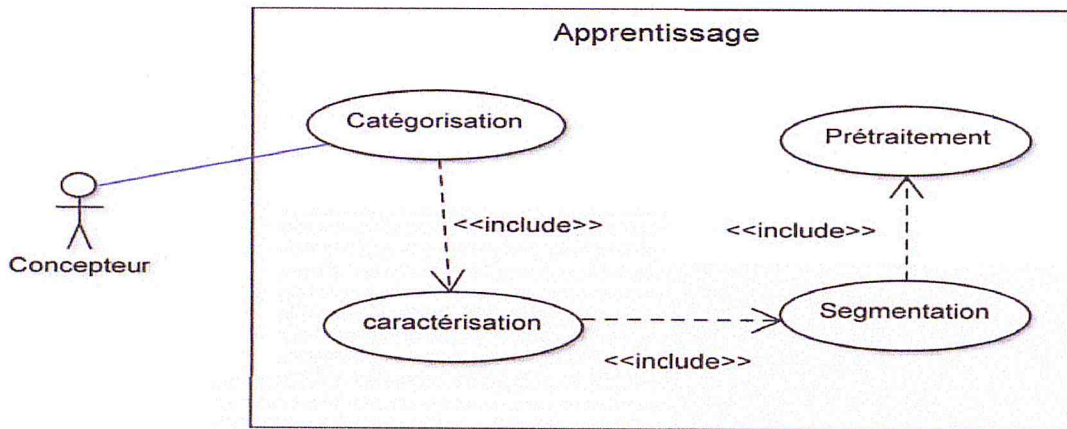 Apprentissage
Catégorisation
Prétraitement
<<include>>
<<include>>
Concepteur
caractérisation
Segmentation
<<include>>